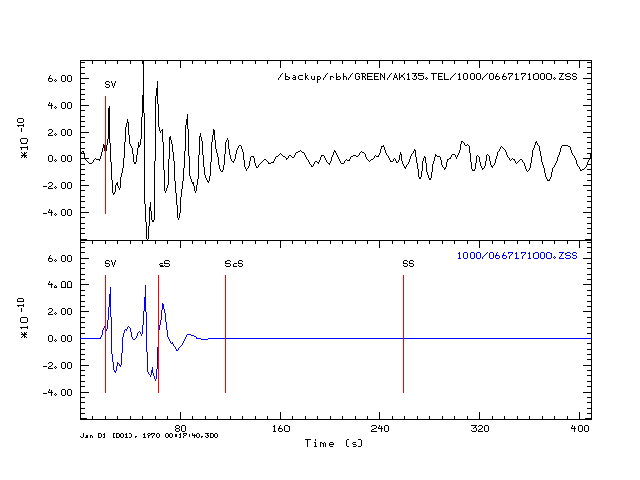 /backup/rbh/GREEN/AK135.TEL/1000/0667171000.ZSS
6.00
SV
4.00
2.00
0.00
-2.00
-4.00
*10 -10
1000/0667171000.ZSS
6.00
SV sS ScS SS
4.00
2.00
0.00
-2.00
-4.00
*10 -10
80 160 240 320 400
Jan 01 (001), 1970 00:17:40.300
Time (s)